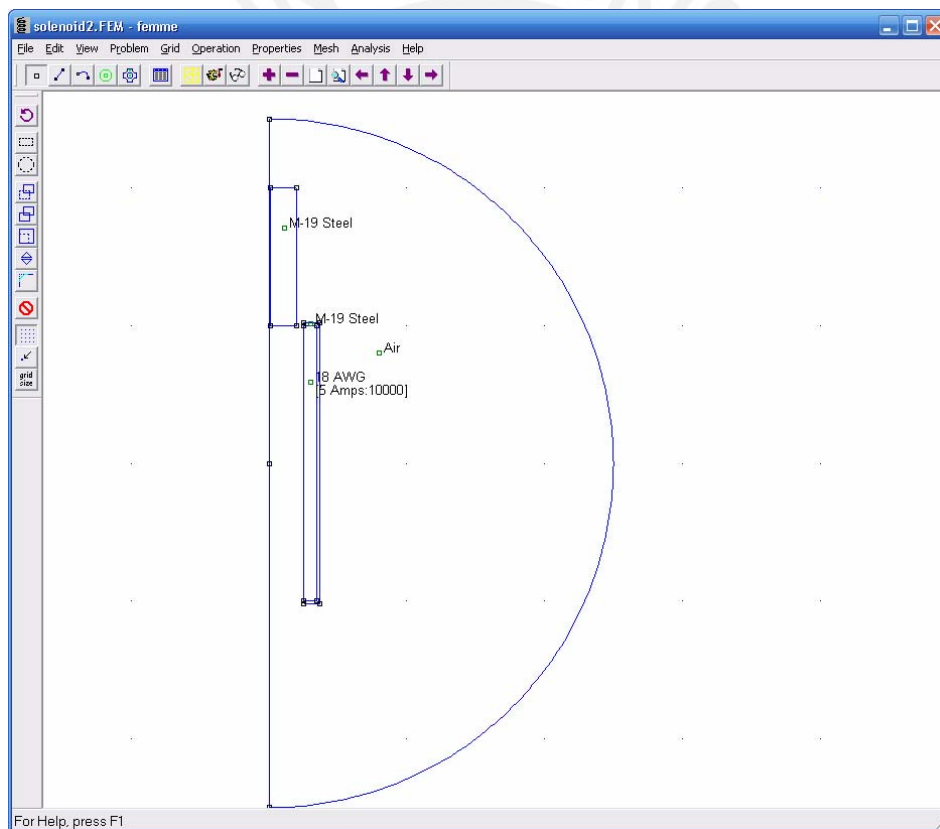 solenoid2.FEM - femme
File Edit View Problem Grid Operation Properties Mesh Analysis Help
M-19 Steel
M-19 Steel
Air
18 AWG
[5 Amps:10000]
grid
size
For Help, press F1